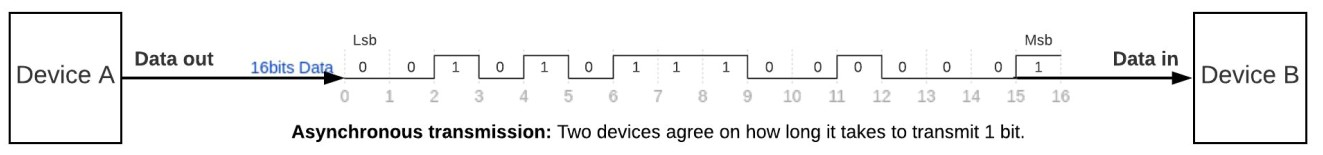 Device A
Data out
16bits Data
Lsb
Msb
0 0 1 0 1 0 1 1 1 0 0 0 0 0 0 1
0 1 2 3 4 5 6 7 8 9 10 11 12 13 14 15 16
Data in
Device B
Asynchronous transmission: Two devices agree on how long it takes to transmit 1 bit.